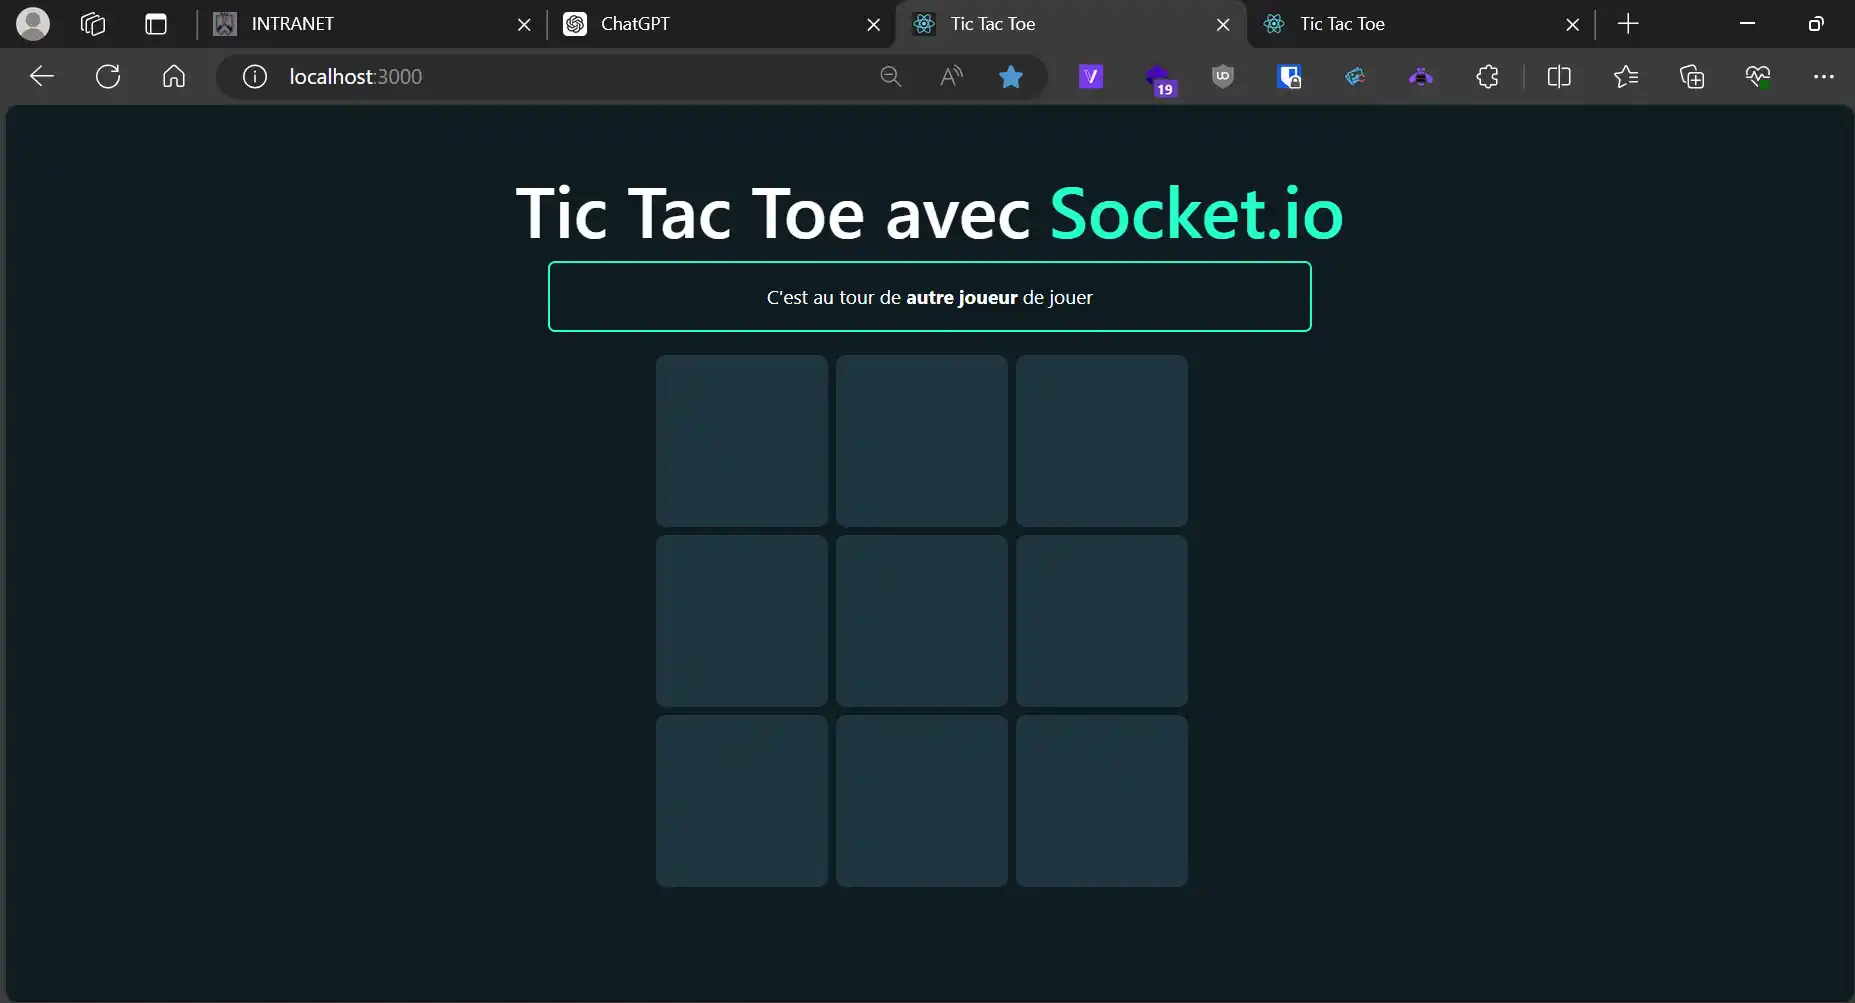 INTRANET
ChatGPT
Tic Tac Toe
Tic Tac Toe
localhost:3000
A
V
19
Tic Tac Toe avec Socket.io
C'est au tour de autre joueur de jouer